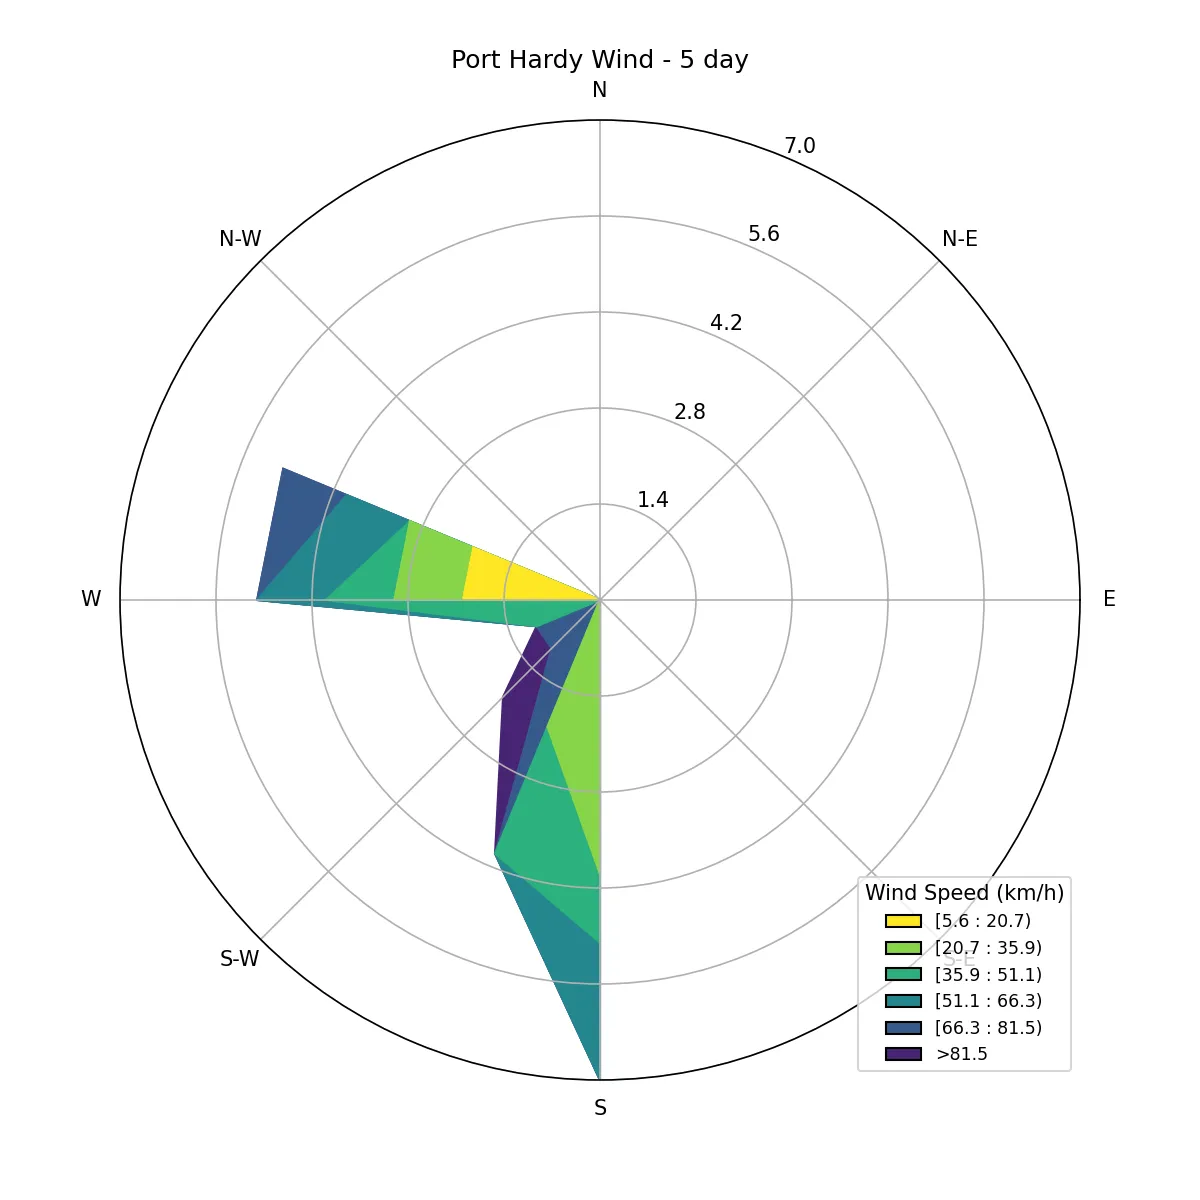 Port Hardy Wind - 5 day
N
7.0
5.6
N-W
N-E
4.2
2.8
1.4
W
E
Wind Speed (km/h)
[5.6 : 20.7)
[20.7 : 35.9)
S-W
S-E
[35.9 : 51.1)
[51.1 : 66.3)
[66.3 : 81.5)
>81.5
S